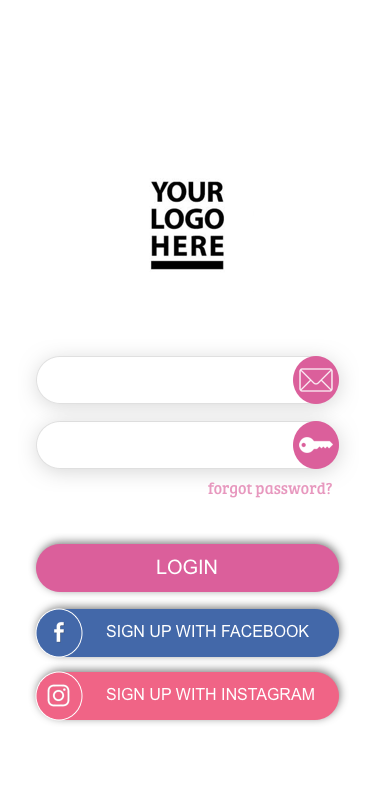 YOUR
LOGO
HERE
forgot password?
LOGIN
SIGN UP WITH FACEBOOK
SIGN UP WITH INSTAGRAM